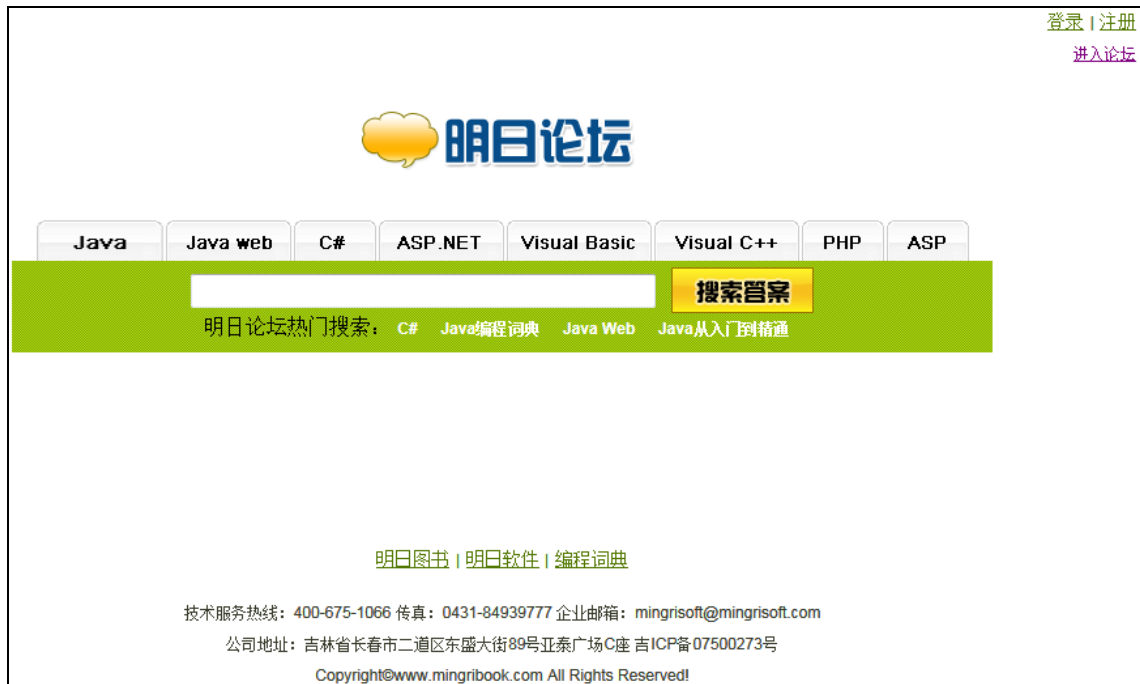 登录 | 注册
进入论坛
明日论坛
Java Java web C# ASP.NET Visual Basic Visual C++ PHP ASP
搜索答案
明日论坛热门搜索： C# Java编程词典 Java Web Java从入门到精通
明日图书 | 明日软件 | 编程词典
技术服务热线：400-675-1066 传真：0431-84939777 企业邮箱：mingrisoft@mingrisoft.com
公司地址：吉林省长春市二道区东盛大街89号亚泰广场C座 吉ICP备07500273号
Copyright©www.mingribook.com All Rights Reserved!